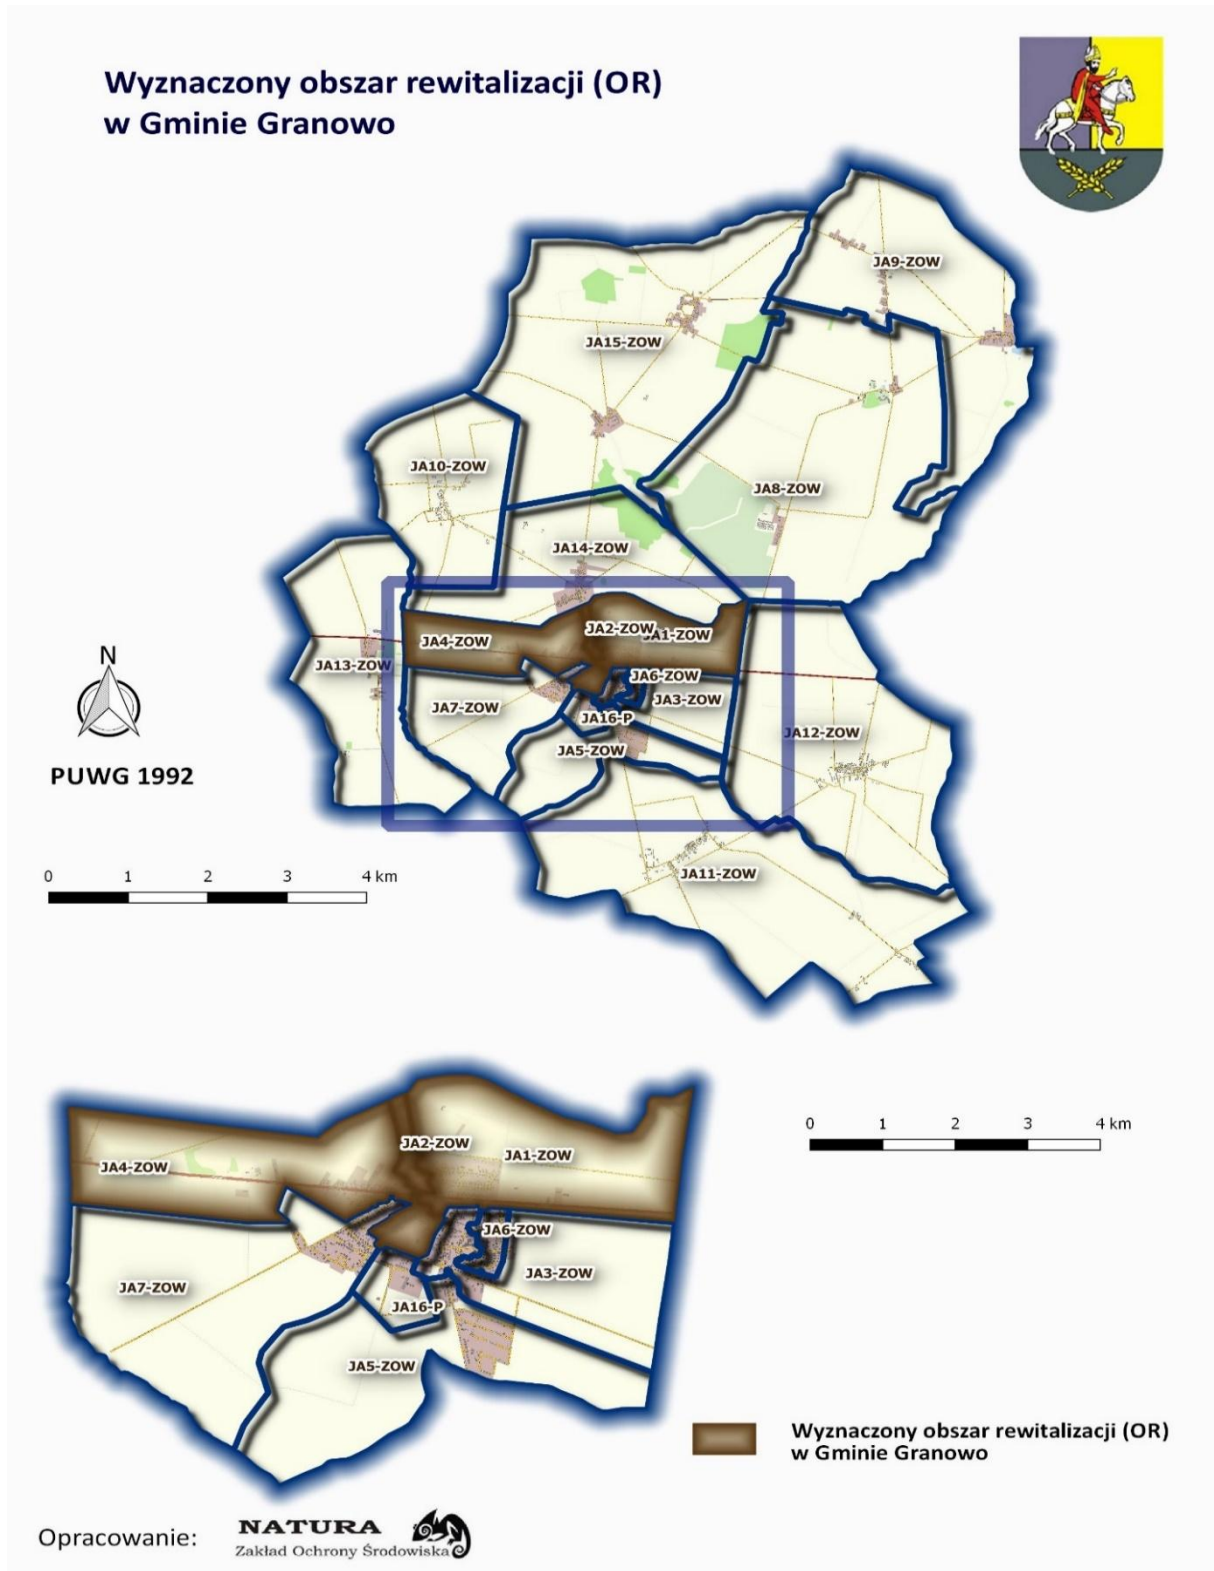 Wyznaczony obszar rewitalizacji (OR)
w Gminie Granowo
JA9-ZOW
JA15-ZOW
JA10-ZOW
JA8-ZOW
JA14-ZOW
JA2-ZOW
JA1-ZOW
JA4-ZOW
JA13-ZOW
JA6-ZOW
JA3-ZOW
JA7-ZOW
JA16-P
JA12-ZOW
JA5-ZOW
JA11-ZOW
N
PUWG 1992
0 1 2 3 4 km
0 1 2 3 4 km
JA2-ZOW
JA1-ZOW
JA4-ZOW
JA6-ZOW
JA3-ZOW
JA7-ZOW
JA16-P
JA5-ZOW
Wyznaczony obszar rewitalizacji (OR)
w Gminie Granowo
Opracowanie:
NATURA
Zakład Ochrony Środowiska